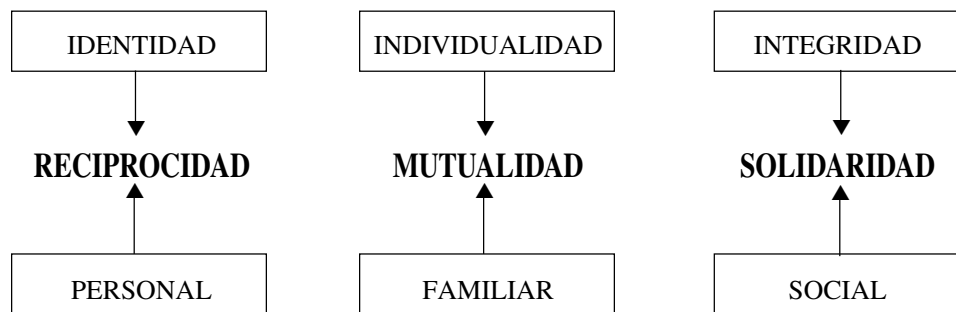 IDENTIDAD INDIVIDUALIDAD INTEGRIDAD
RECIPROCIDAD MUTUALIDAD SOLIDARIDAD
PERSONAL FAMILIAR SOCIAL